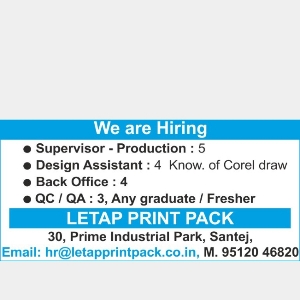 We are Hiring
● Supervisor - Production : 5
● Design Assistant : 4 Know. of Corel draw
● Back Office : 4
● QC / QA : 3, Any graduate / Fresher
LETAP PRINT PACK
30, Prime Industrial Park, Santej,
Email: hr@letapprintpack.co.in, M. 95120 46820